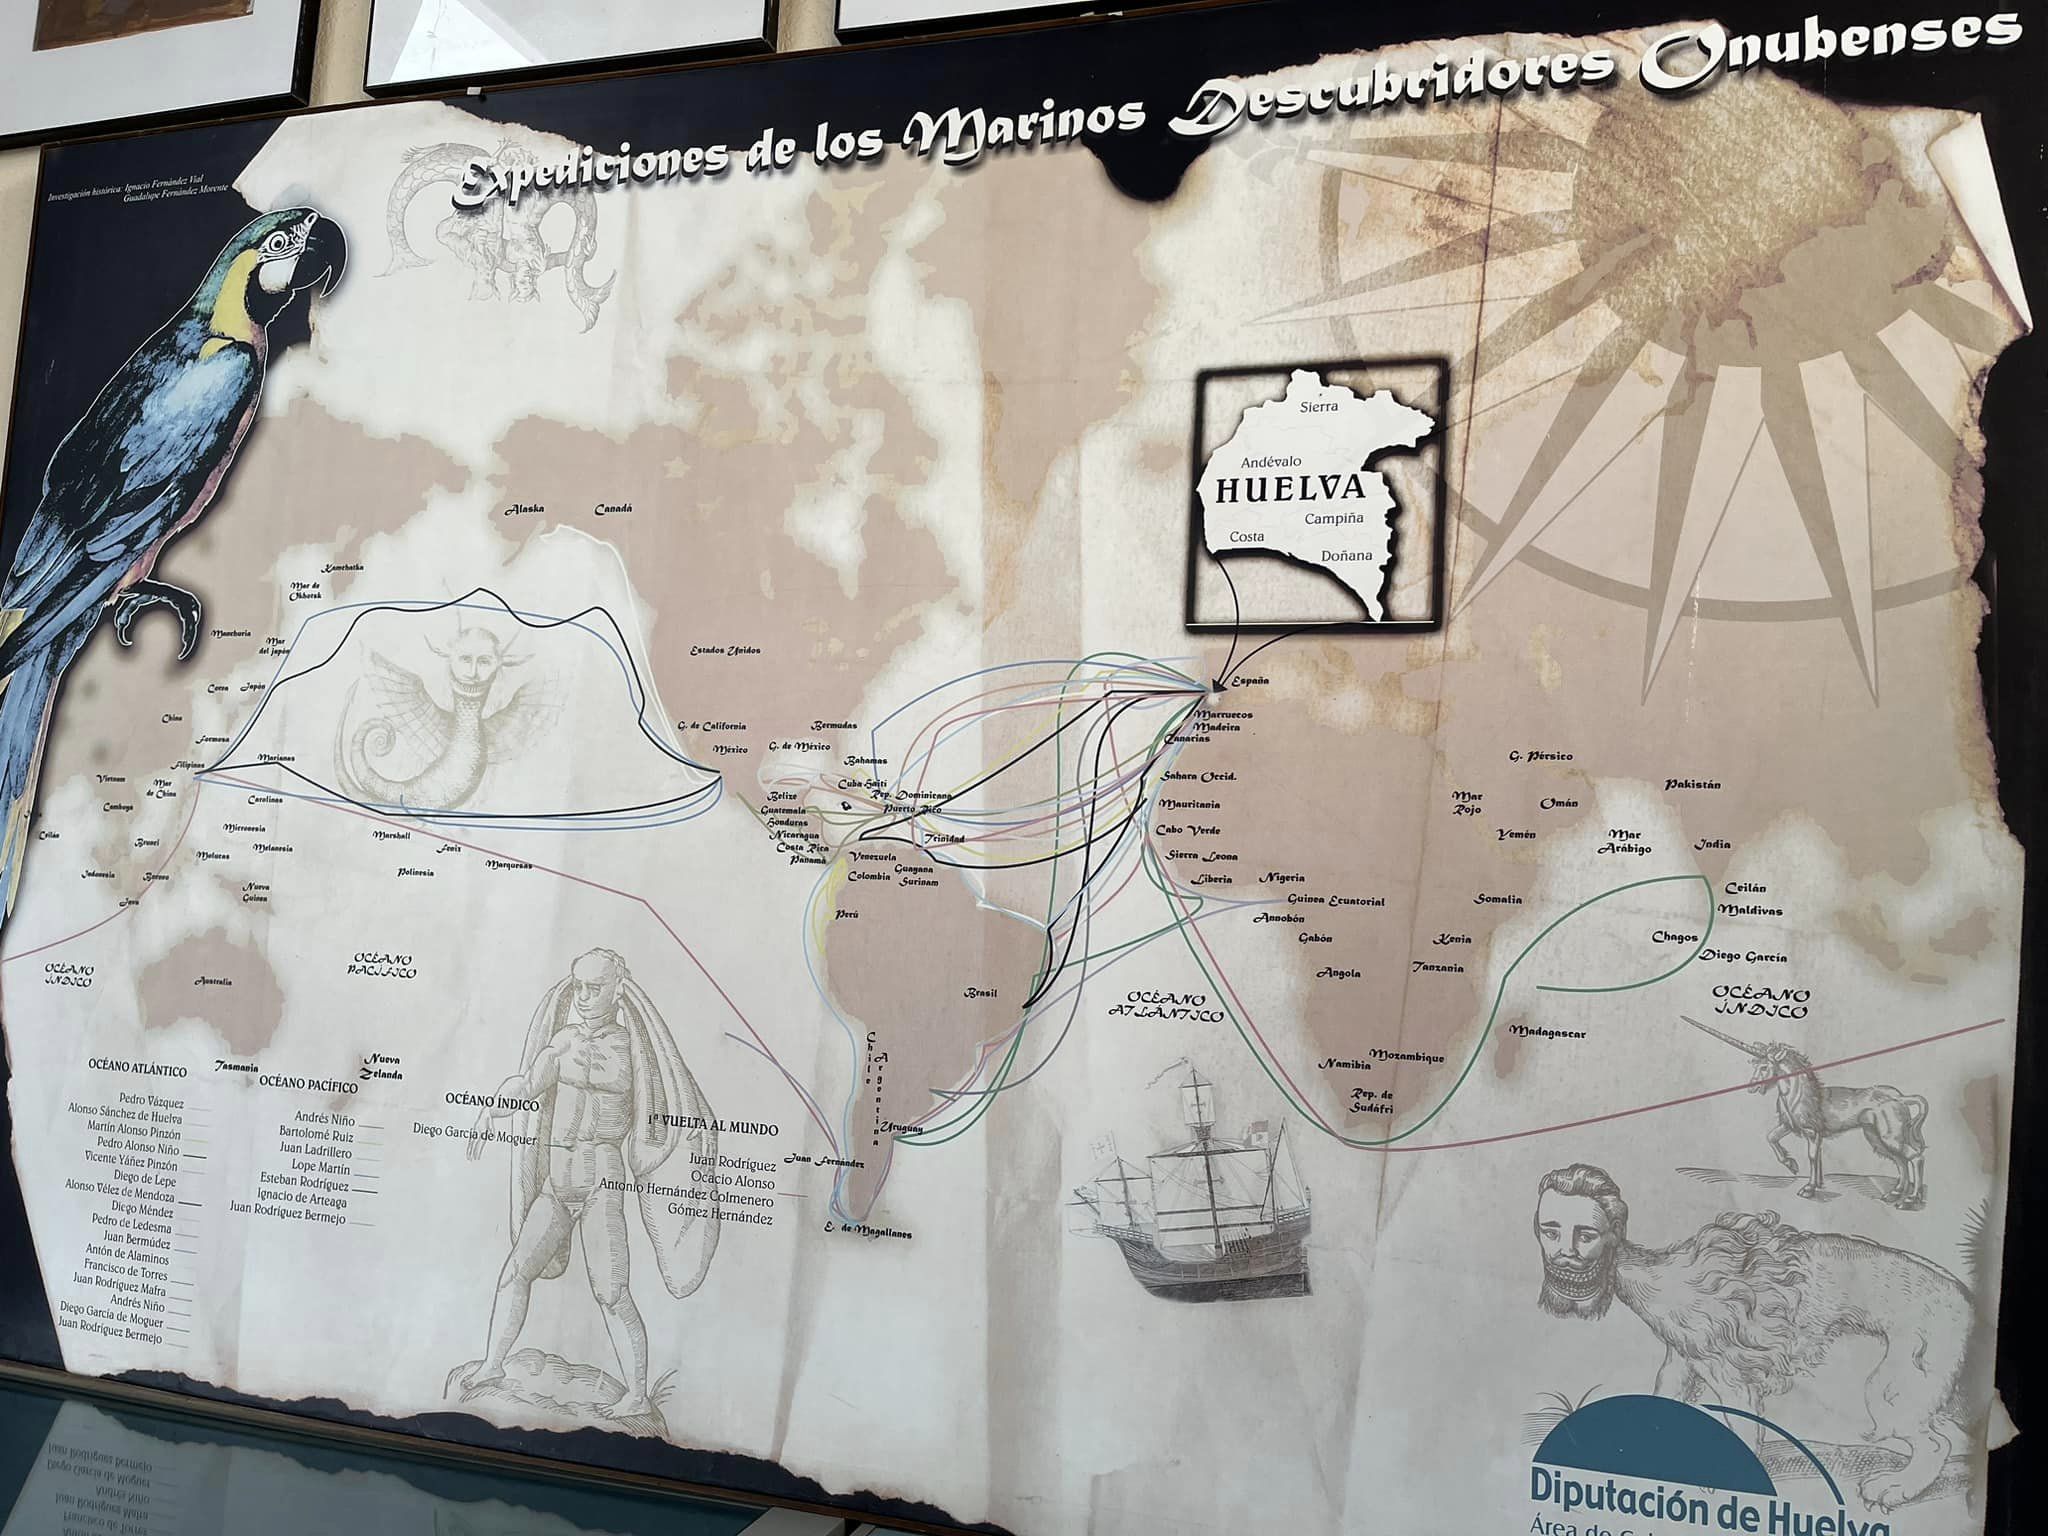 Expediciones de los Marinos Descubridores Onubenses
Investigación histórica: Ignacio Fernández Vial
Guadalupe Fernández Morente
Sierra
Andévalo
HUELVA
Campiña
Costa
Doñana
Alaska
Canadá
Kamchatka
Mar de
Okhotsk
Manchuria
Mar
del Japón
Corea
Japón
China
Formosa
Filipinas
Marianas
Vietnam
Mar
de China
Camboya
Carolinas
Ceilán
Brunei
Micronesia
Melanesia
Marshall
Molucas
Fenix
Marquesas
Polinesia
Indonesia
Borneo
Java
Nueva
Guinea
OCÉANO
ÍNDICO
OCÉANO
PACÍFICO
Australia
Tasmania
Nueva
Zelanda
Estados Unidos
G. de California
México
Bermudas
G. de México
Bahamas
Cuba
Haití
Rep. Dominicana
Puerto Rico
Belize
Guatemala
Honduras
Nicaragua
Costa Rica
Panamá
Trinidad
Venezuela
Colombia
Guayana
Surinam
Perú
Brasil
Chile
Argentina
Uruguay
Juan Fernández
E. de Magallanes
España
Marruecos
Madeira
Canarias
Sahara Occid.
Mauritania
Cabo Verde
Sierra Leona
Liberia
Nigeria
Guinea Ecuatorial
Annobón
Gabón
Angola
Somalia
Kenia
Tanzania
Namibia
Mozambique
Rep. de
Sudáfri
Madagascar
G. Pérsico
Pakistán
Mar
Rojo
Omán
Yemén
Mar
Arábigo
India
Ceilán
Maldivas
Chagos
Diego García
OCÉANO
ATLÁNTICO
OCÉANO
ÍNDICO
OCÉANO ATLÁNTICO
Pedro Vázquez
Alonso Sánchez de Huelva
Martín Alonso Pinzón
Pedro Alonso Niño
Vicente Yáñez Pinzón
Diego de Lepe
Alonso Vélez de Mendoza
Diego Méndez
Pedro de Ledesma
Juan Bermúdez
Antón de Alaminos
Francisco de Torres
Juan Rodríguez Mafra
Andrés Niño
Diego García de Moguer
Juan Rodríguez Bermejo
OCÉANO PACÍFICO
Andrés Niño
Bartolomé Ruiz
Juan Ladrillero
Lope Martín
Esteban Rodríguez
Ignacio de Arteaga
Juan Rodríguez Bermejo
OCÉANO ÍNDICO
Diego García de Moguer
1ª VUELTA AL MUNDO
Juan Rodríguez
Ocacio Alonso
Antonio Hernández Colmenero
Gómez Hernández
Diputación de Huelva
Área de